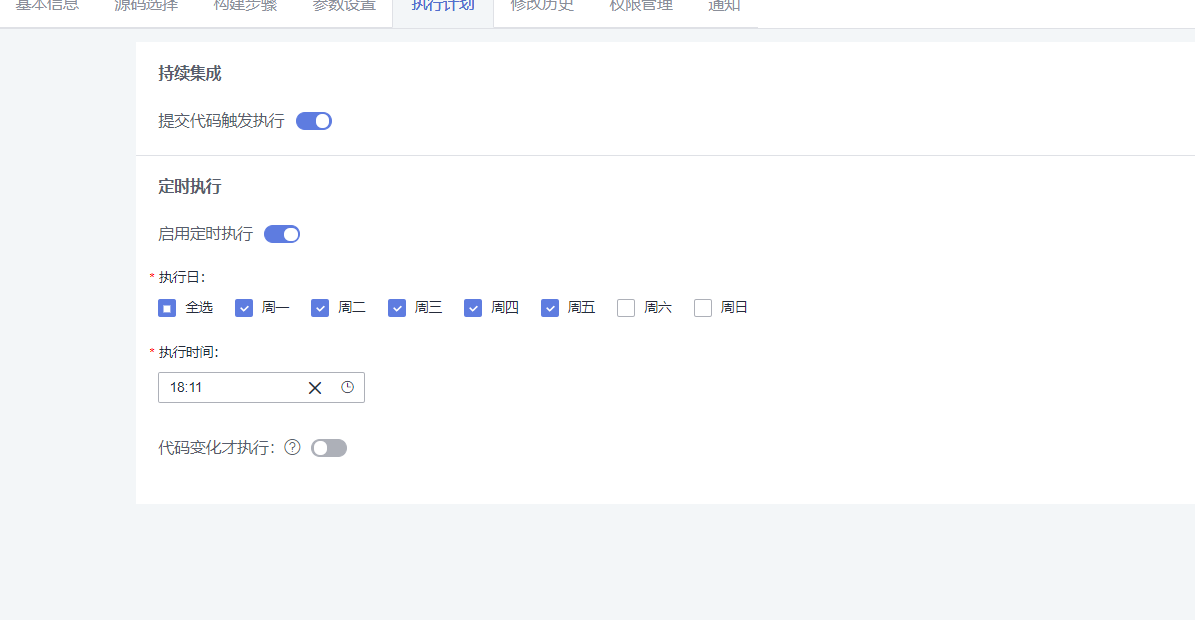 基本信息 源码选择 构建步骤 参数设置 执行计划 修改历史 权限管理 通知
持续集成
提交代码触发执行
定时执行
启用定时执行
* 执行日:
全选 周一 周二 周三 周四 周五 周六 周日
* 执行时间:
18:11
代码变化才执行: ?